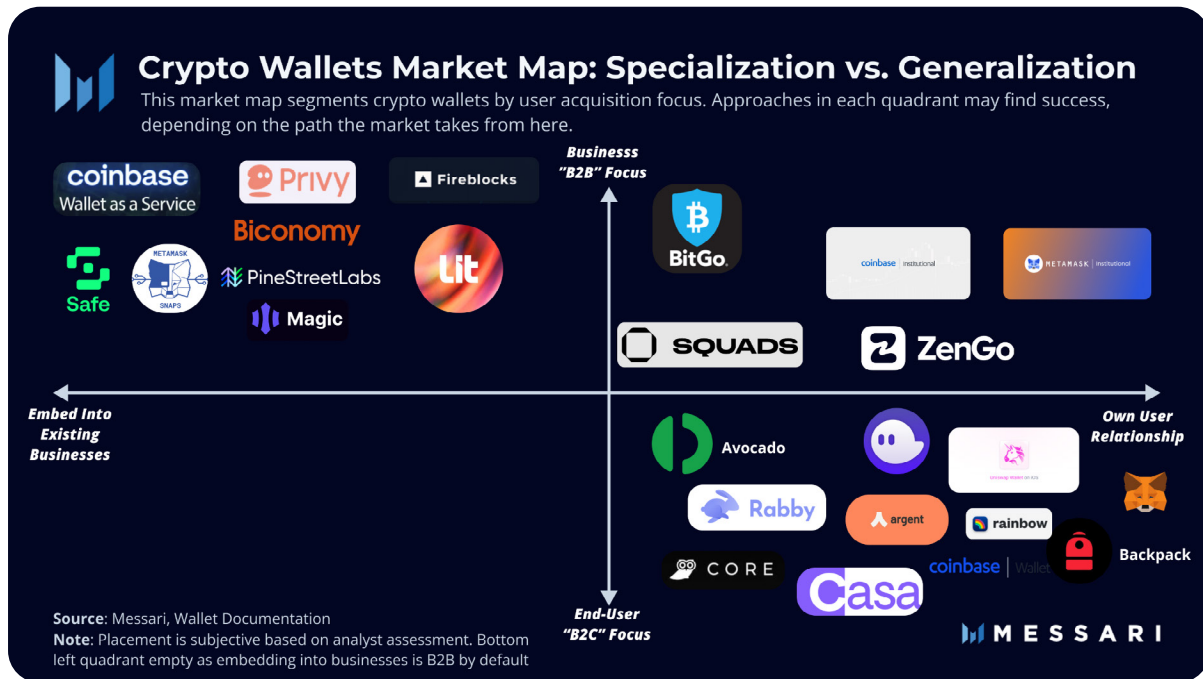 Crypto Wallets Market Map: Specialization vs. Generalization
This market map segments crypto wallets by user acquisition focus. Approaches in each quadrant may find success,
depending on the path the market takes from here.
Businesss
"B2B" Focus
coinbase
Wallet as a Service
Privy
Fireblocks
Biconomy
Safe
METAMASK
SNAPS
PineStreetLabs
Magic
Lit
BitGo.
coinbase | Institutional
METAMASK | Institutional
SQUADS
ZenGo
Embed Into
Existing
Businesses
Own User
Relationship
Avocado
Rabby
argent
rainbow
CORE
Casa
coinbase | Wallet
Backpack
End-User
"B2C" Focus
Source: Messari, Wallet Documentation
Note: Placement is subjective based on analyst assessment. Bottom
left quadrant empty as embedding into businesses is B2B by default
MESSARI